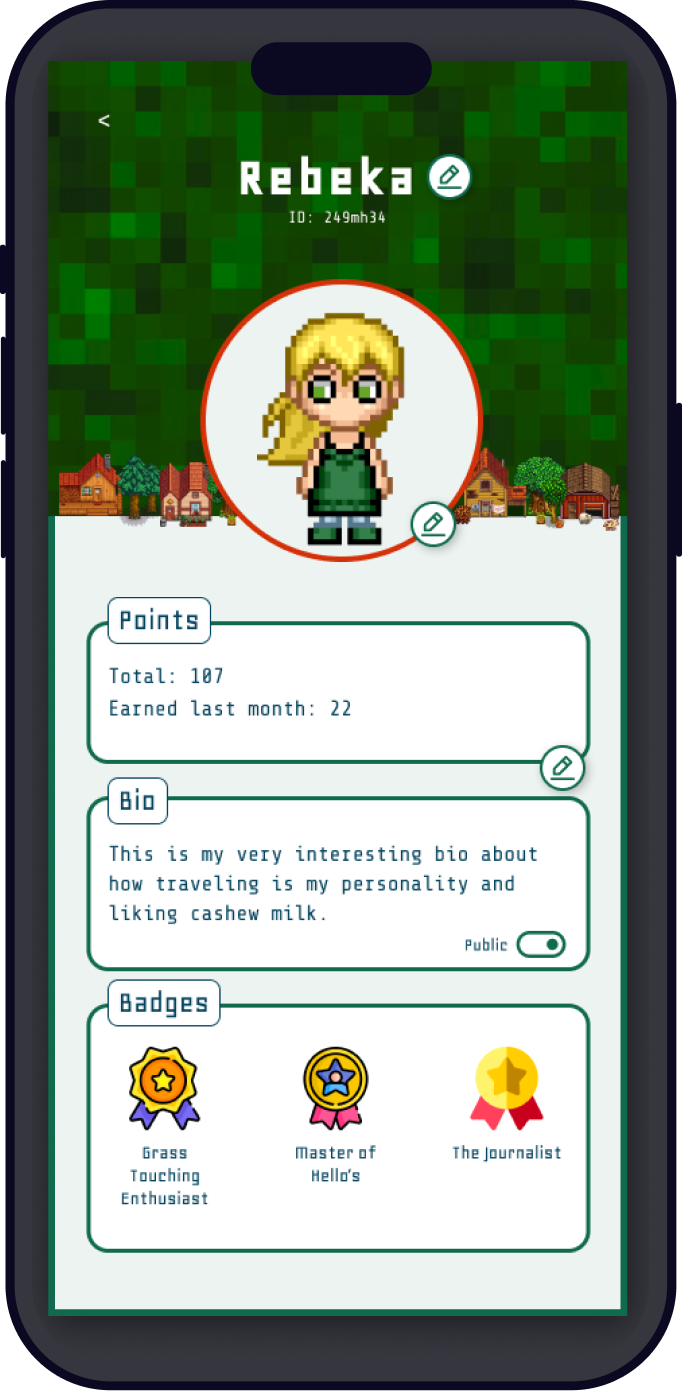 <
Rebeka
ID: 249mh34
Points
Total: 107
Earned last month: 22
Bio
This is my very interesting bio about
how traveling is my personality and
liking cashew milk.
Public
Badges
Grass
Touching
Enthusiast
Master of
Hello's
The Journalist